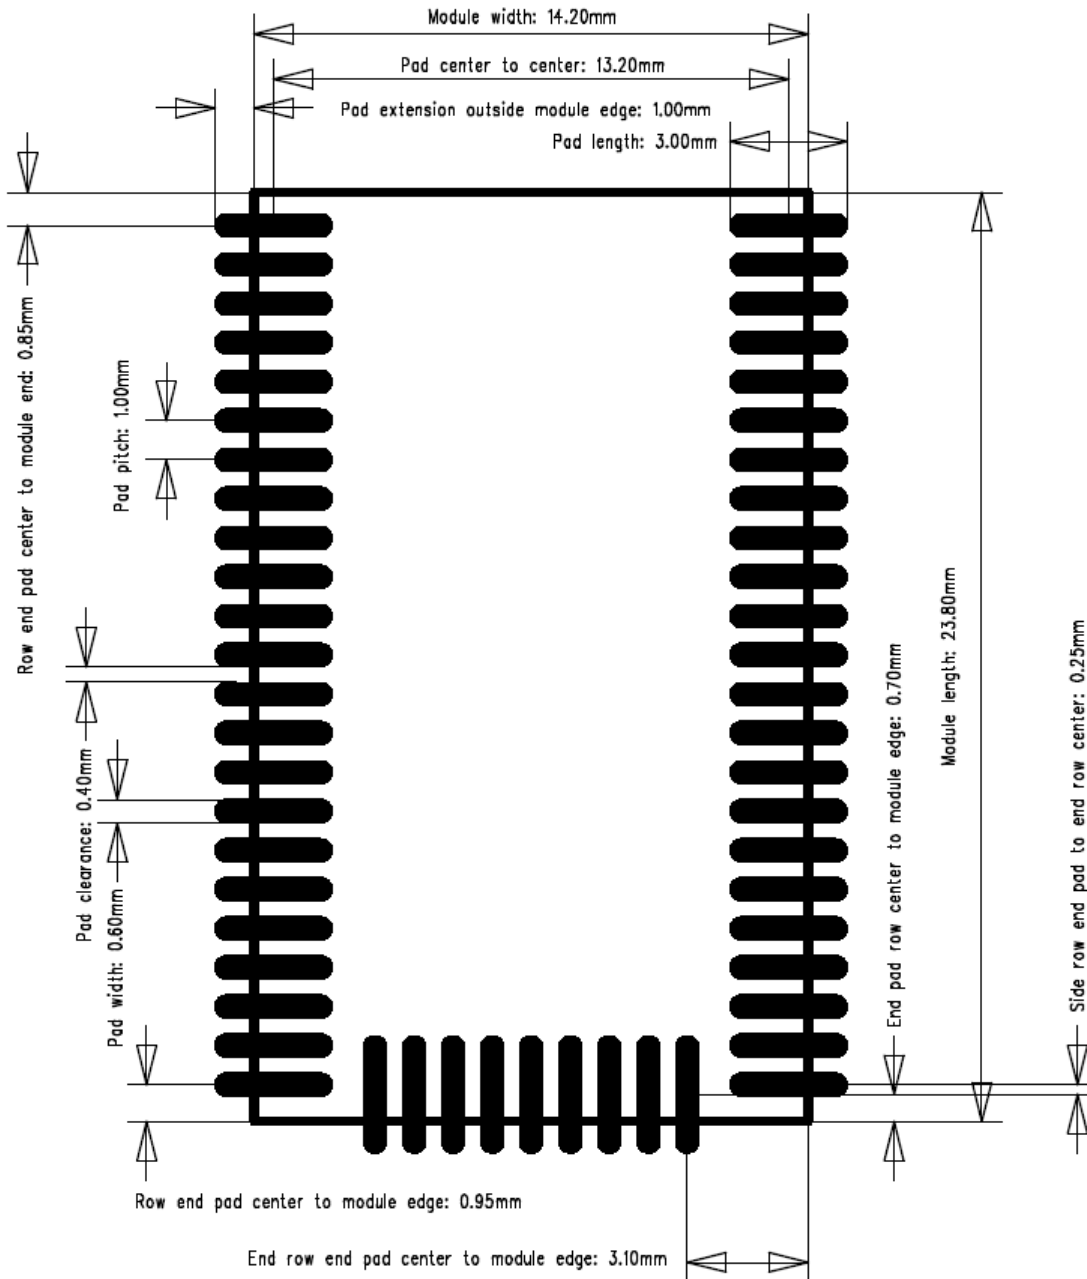 Module width: 14.20mm
Pad center to center: 13.20mm
Pad extension outside module edge: 1.00mm
Pad length: 3.00mm
Row end pad center to module end: 0.85mm
Pad pitch: 1.00mm
Pad clearance: 0.40mm
Pad width: 0.60mm
Module length: 23.80mm
End pad row center to module edge: 0.70mm
Side row end pad to end row center: 0.25mm
Row end pad center to module edge: 0.95mm
End row end pad center to module edge: 3.10mm